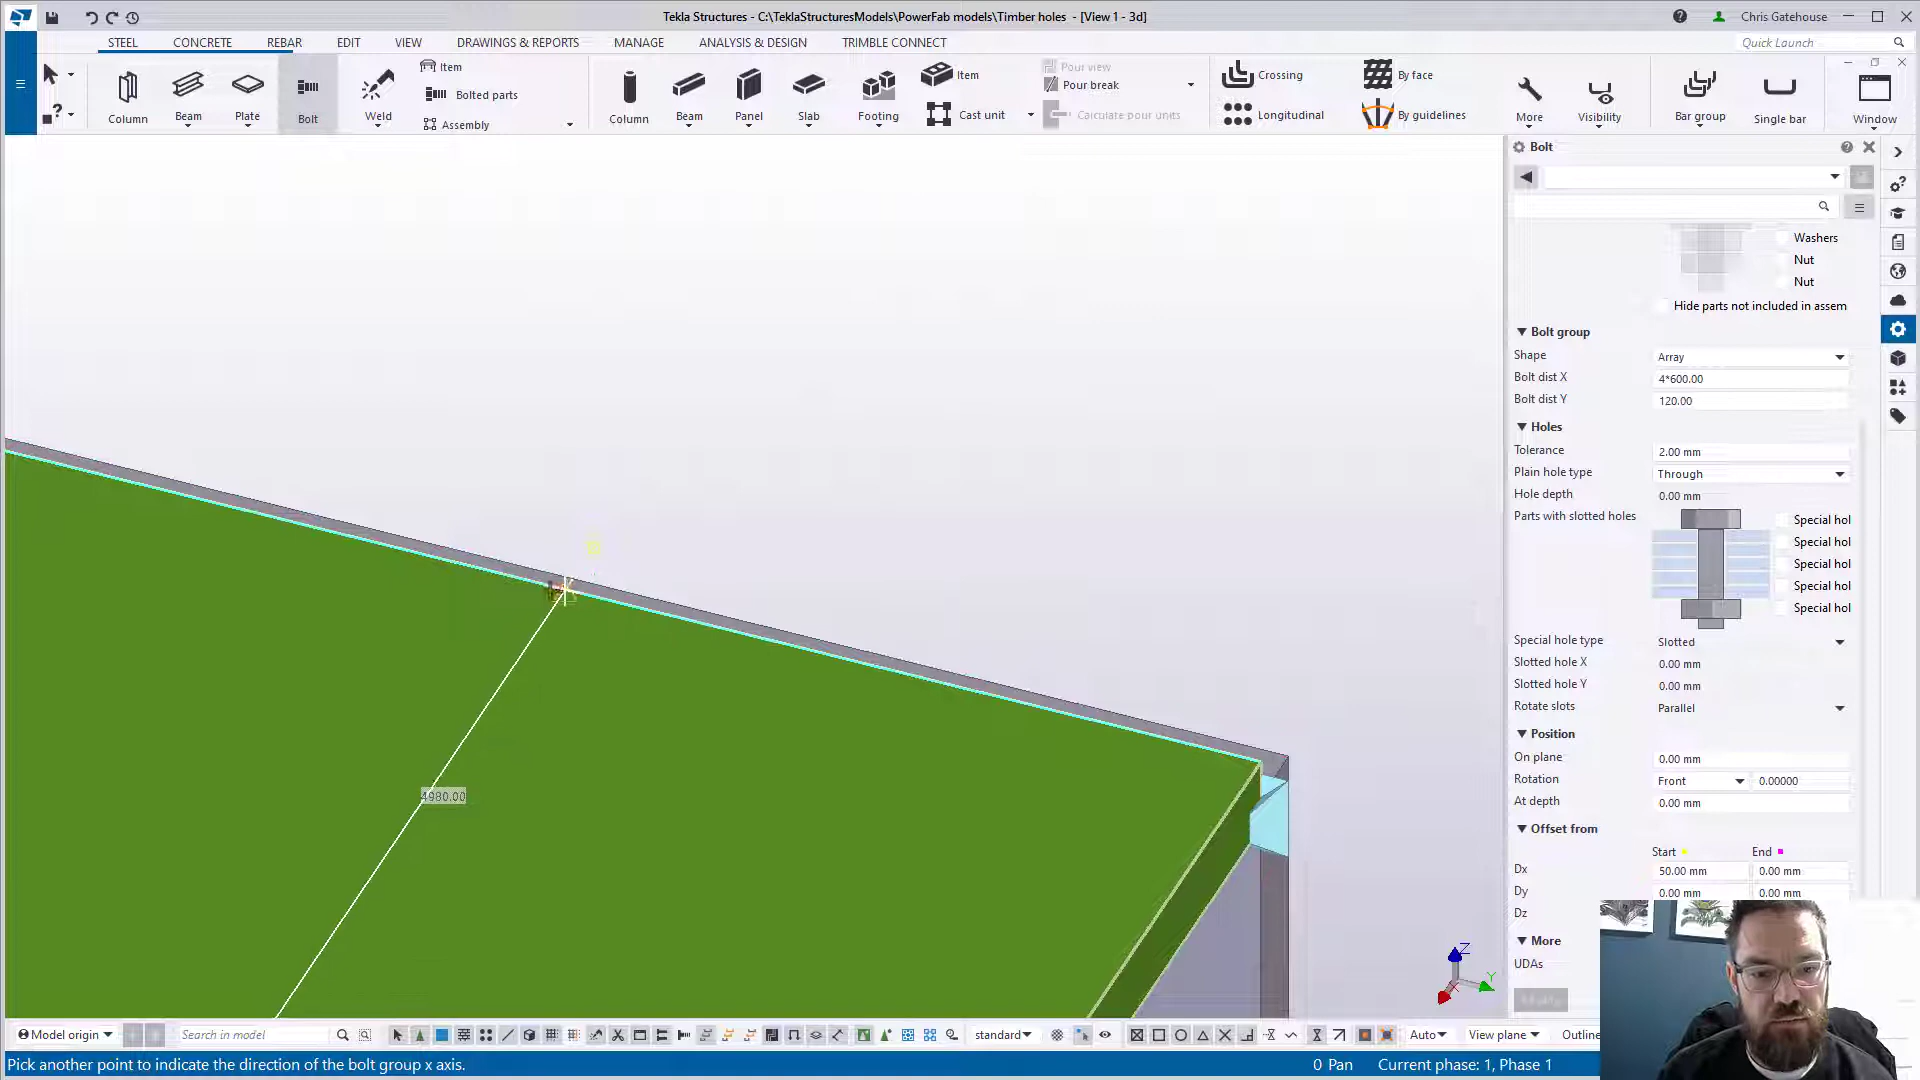 Tekla Structures - C:\TeklaStructuresModels\PowerFab models\Timber holes - [View 1 - 3d]
Chris Gatehouse
STEEL CONCRETE REBAR EDIT VIEW DRAWINGS & REPORTS MANAGE ANALYSIS & DESIGN TRIMBLE CONNECT
Quick Launch
Column Beam Plate Bolt Weld
Item
Bolted parts
Assembly
Column Beam Panel Slab Footing
Item
Cast unit
Pour view
Pour break
Calculate pour units
Crossing
Longitudinal
By face
By guidelines
More Visibility
Bar group Single bar
Window
Bolt
Washers
Nut
Nut
Hide parts not included in assem
Bolt group
Shape Array
Bolt dist X 4*600.00
Bolt dist Y 120.00
Holes
Tolerance 2.00 mm
Plain hole type Through
Hole depth 0.00 mm
Parts with slotted holes
Special hol
Special hol
Special hol
Special hol
Special hol
Special hole type Slotted
Slotted hole X 0.00 mm
Slotted hole Y 0.00 mm
Rotate slots Parallel
Position
On plane 0.00 mm
Rotation Front 0.00000
At depth 0.00 mm
Offset from
Start End
Dx 50.00 mm 0.00 mm
Dy 0.00 mm 0.00 mm
Dz
More
UDAs
Modify
4980.00
Z
Y
Model origin
Search in model
standard
Auto
View plane
Outline
Pick another point to indicate the direction of the bolt group x axis.
0 Pan
Current phase: 1, Phase 1